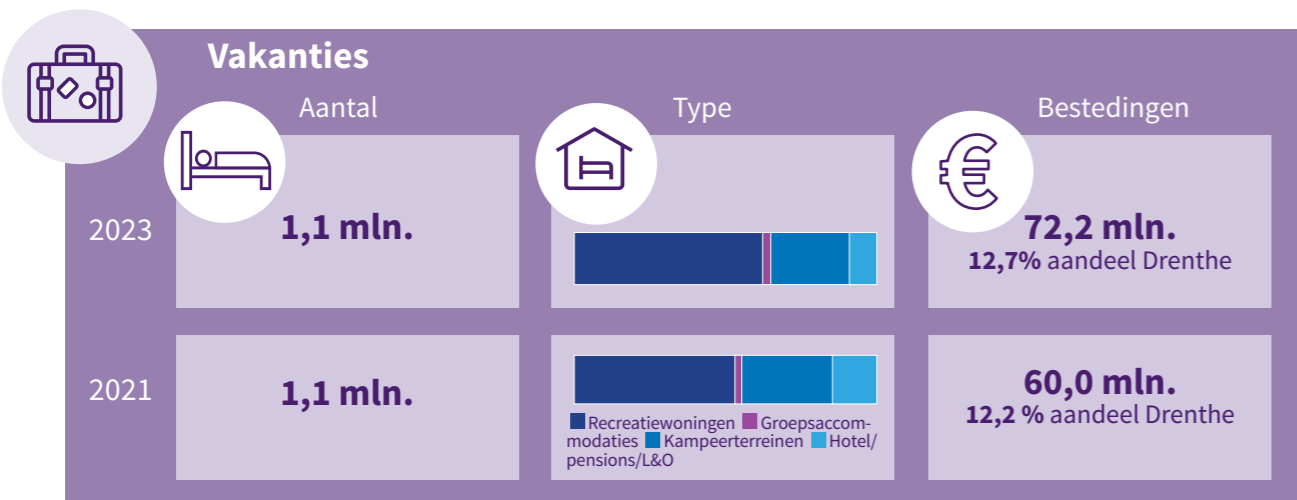 Vakanties
Aantal
Type
Bestedingen
2023
1,1 mln.
€
72,2 mln.
12,7% aandeel Drenthe
2021
1,1 mln.
Recreatiewoningen Groepsaccom-
modaties Kampeerterreinen Hotel/
pensions/L&O
60,0 mln.
12,2 % aandeel Drenthe